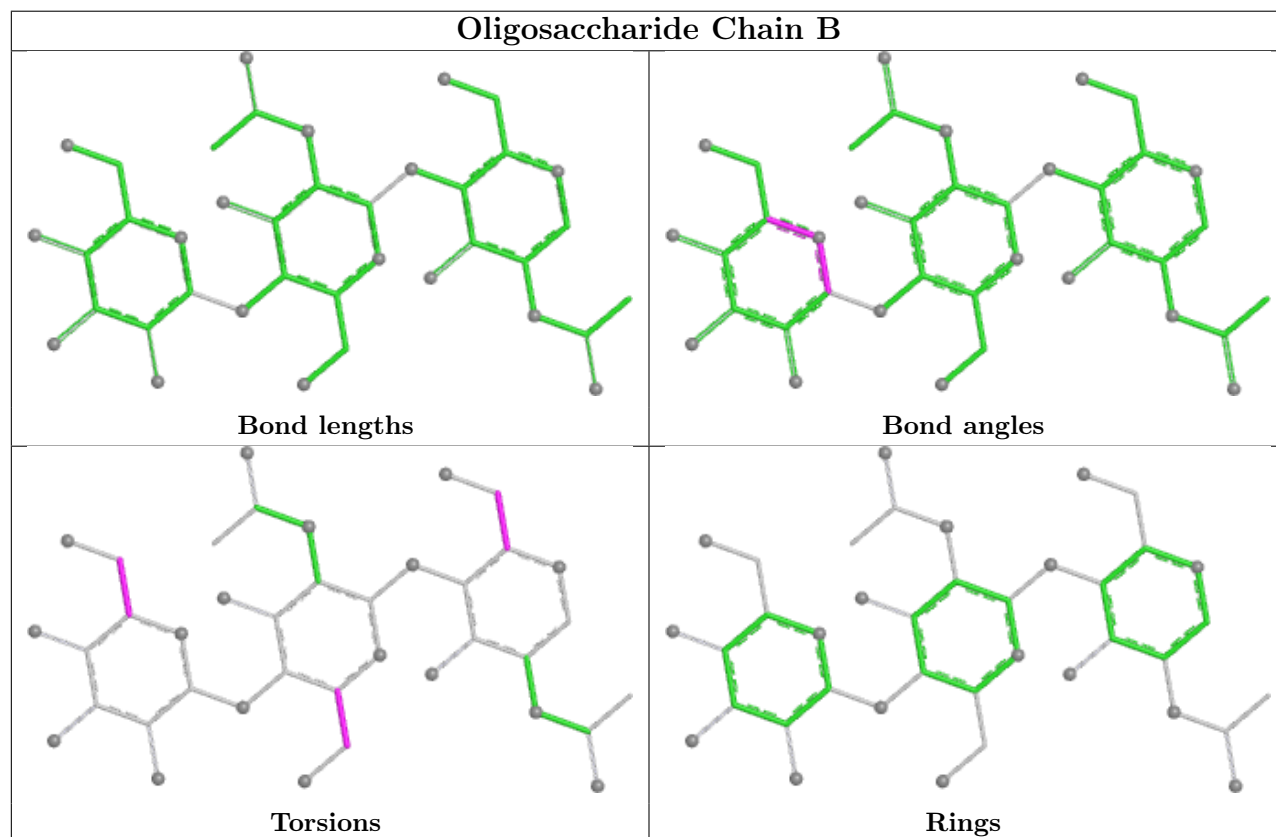 Oligosaccharide Chain B
Bond lengths
Bond angles
Torsions
Rings